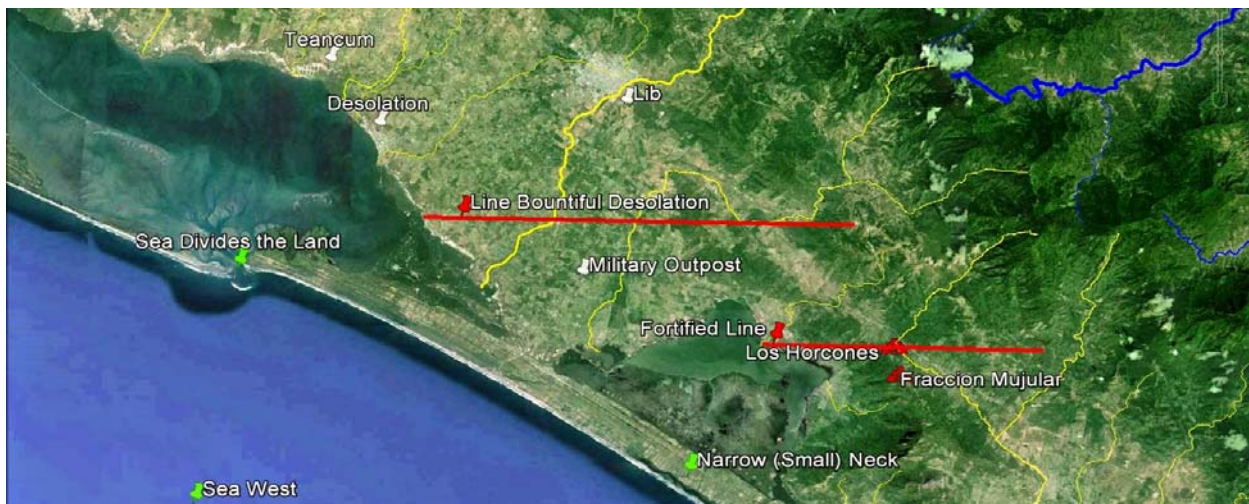 Teancum
Lib
Desolation
Line Bountiful Desolation
Sea Divides the Land
Military Outpost
Fortified Line
Los Horcones
Fraccion Mujular
Narrow (Small) Neck
Sea West